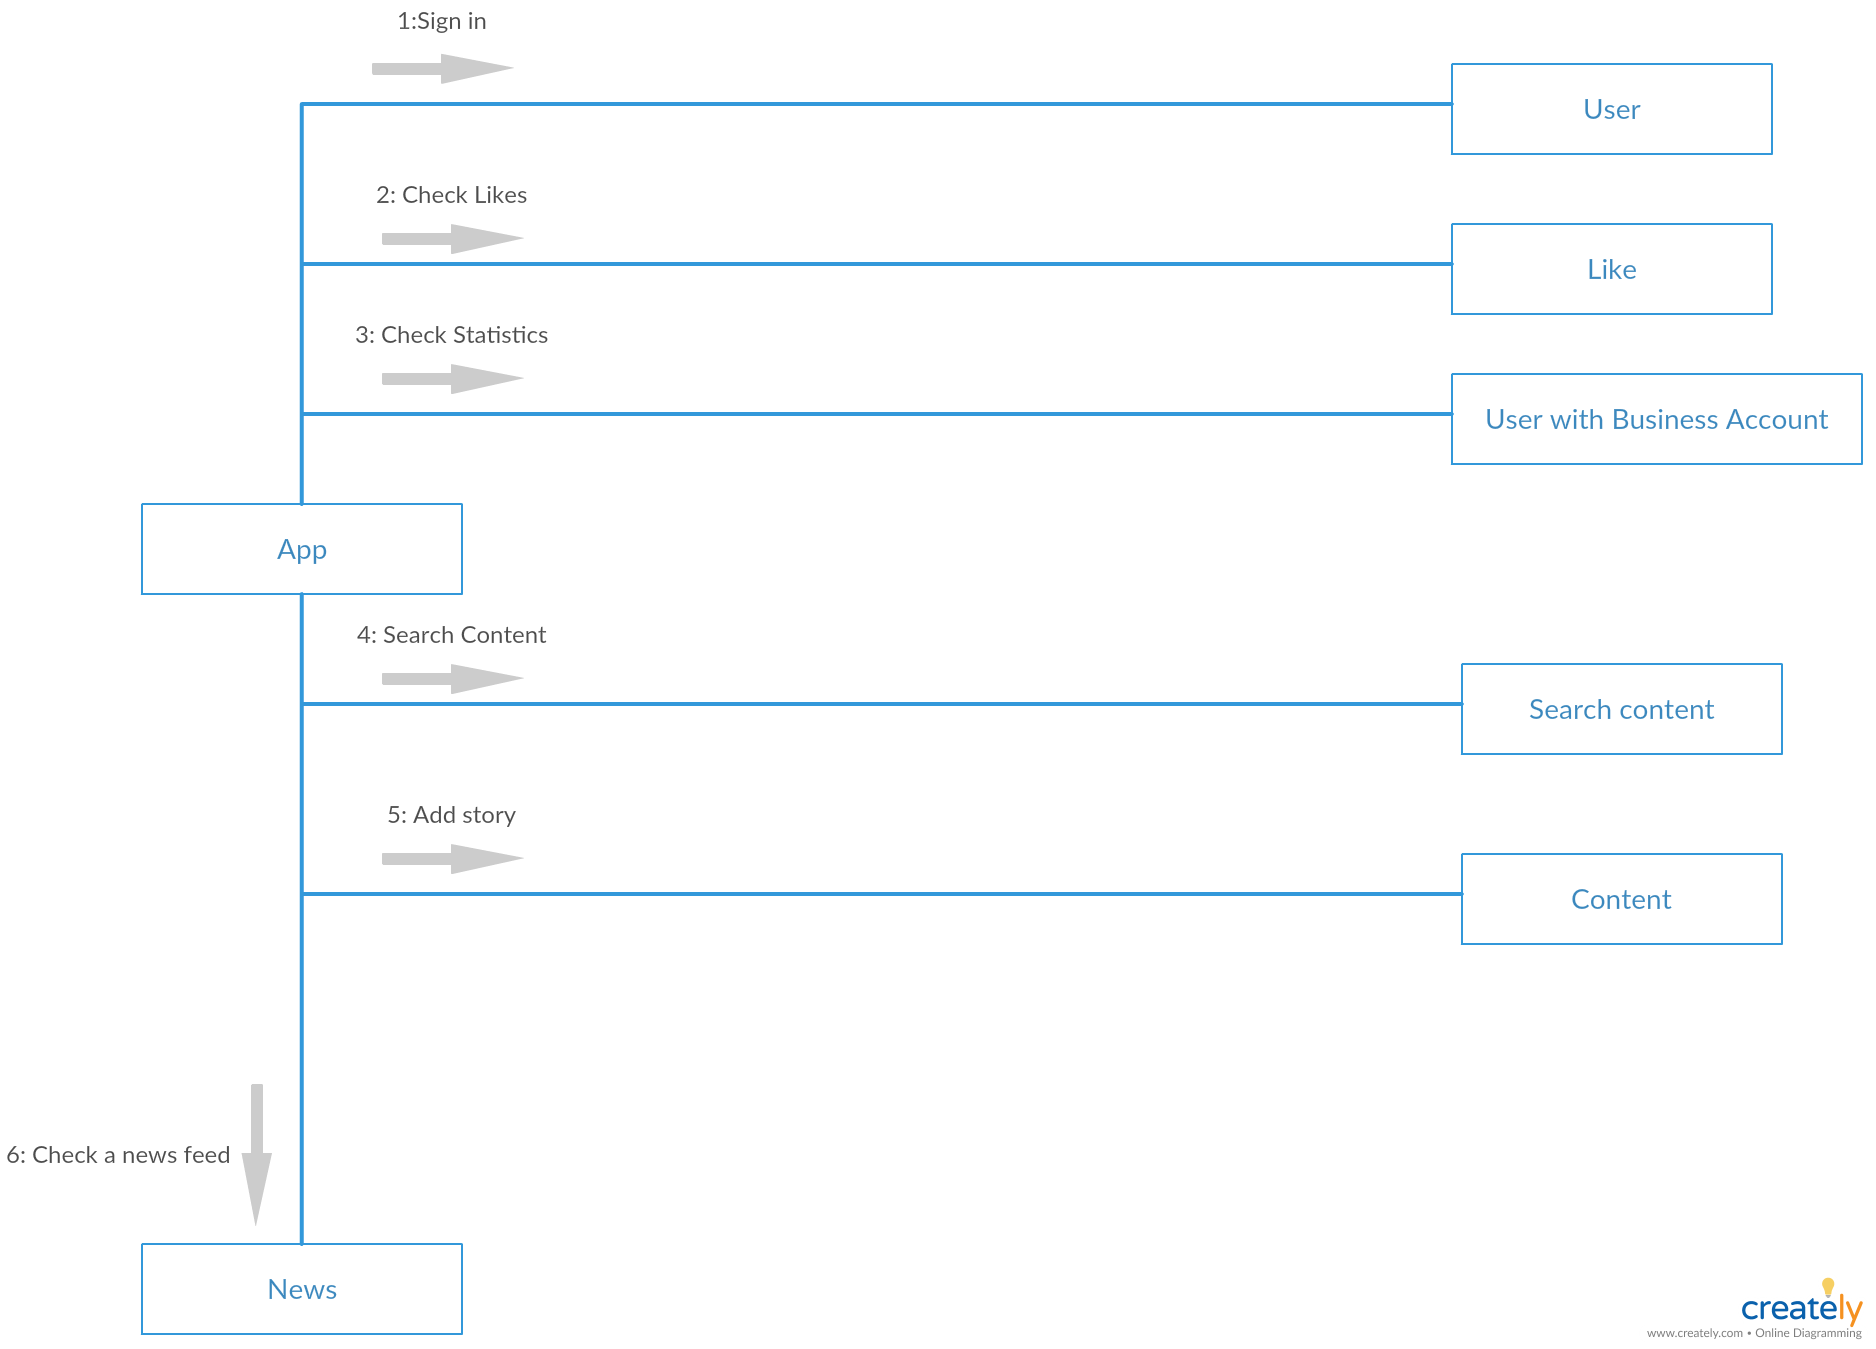 1:Sign in
User
2: Check Likes
Like
3: Check Statistics
User with Business Account
App
4: Search Content
Search content
5: Add story
Content
6: Check a news feed
News
creately
www.creately.com • Online Diagramming